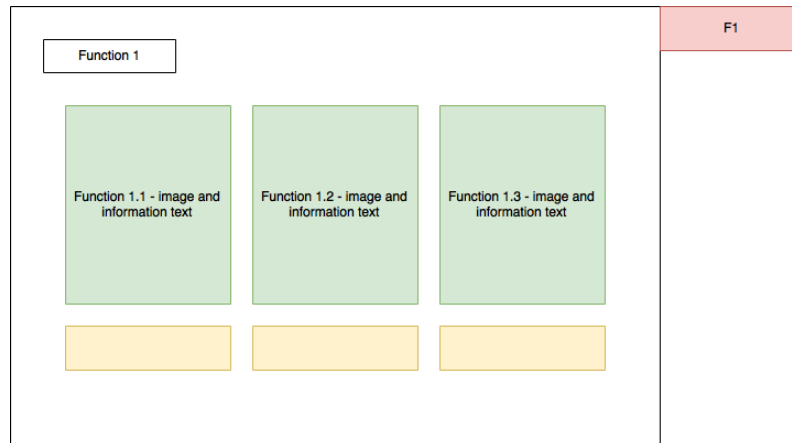 F1
Function 1
Function 1.1 - image and
information text
Function 1.2 - image and
information text
Function 1.3 - image and
information text